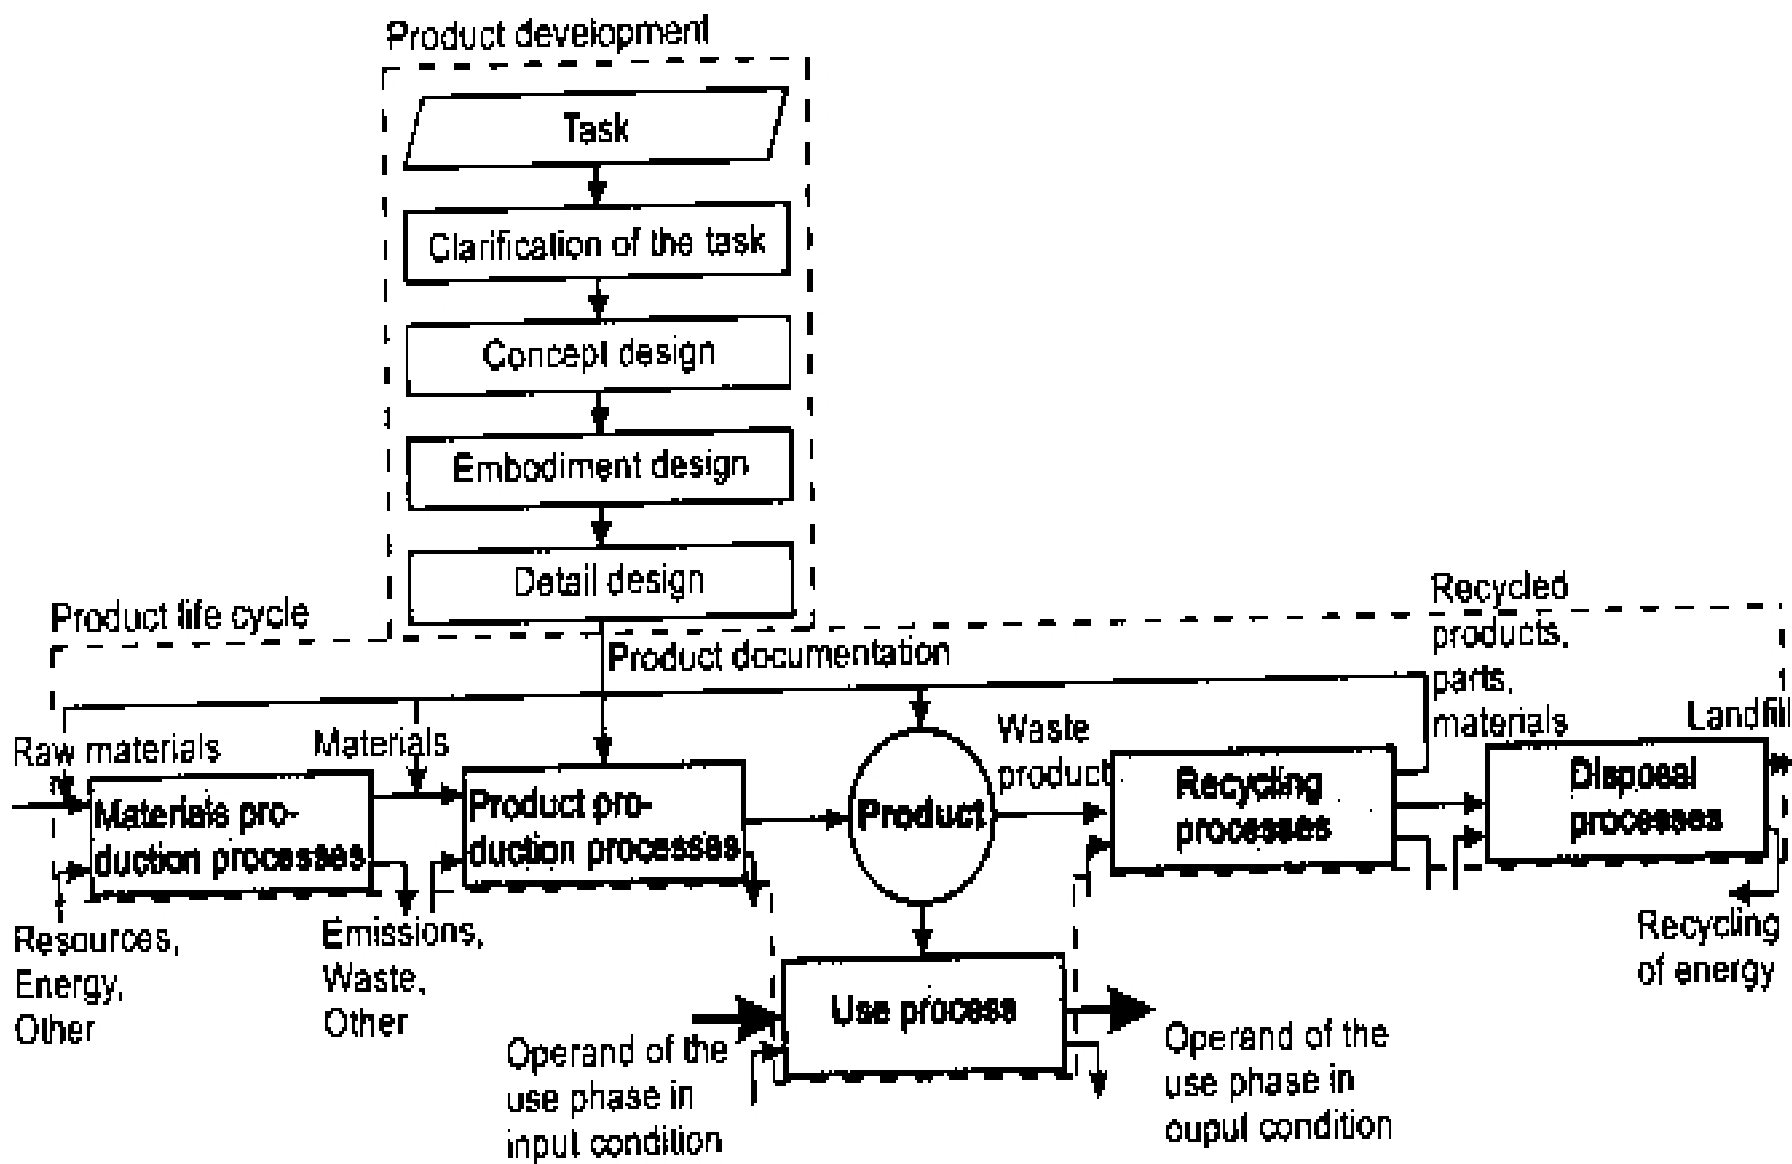 Product development
Task
Clarification of the task
Concept design
Embodiment design
Detail design
Product life cycle
Product documentation
Recycled
products,
parts,
materials
Landfill
Raw materials
Materials
Waste
product
Materials pro-
duction processes
Product pro-
duction processes
Product
Recycling
processes
Disposal
processes
Resources,
Energy,
Other
Emissions,
Waste,
Other
Recycling
of energy
Use process
Operand of the
use phase in
input condition
Operand of the
use phase in
ouput condition